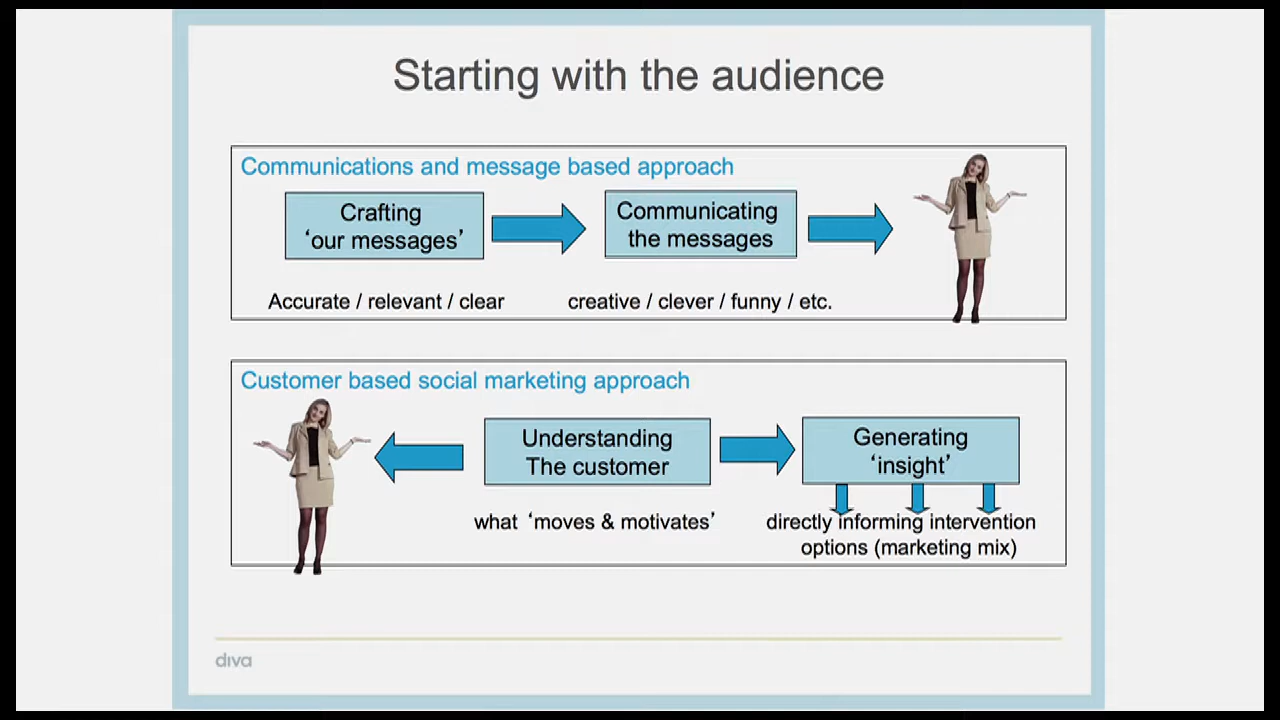 Starting with the audience
Communications and message based approach
Crafting
‘our messages’
Communicating
the messages
Accurate / relevant / clear
creative / clever / funny / etc.
Customer based social marketing approach
Understanding
The customer
Generating
‘insight’
what ‘moves & motivates’
directly informing intervention
options (marketing mix)
diva